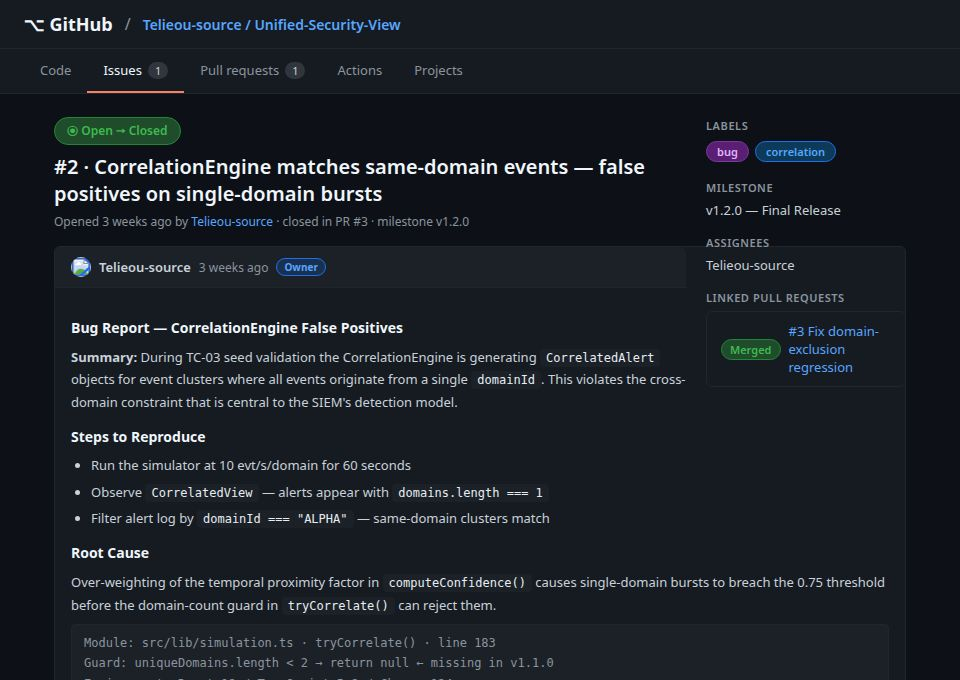 GitHub / Telieou-source / Unified-Security-View
Code Issues 1 Pull requests 1 Actions Projects
Open → Closed
#2 · CorrelationEngine matches same-domain events — false
positives on single-domain bursts
Opened 3 weeks ago by Telieou-source · closed in PR #3 · milestone v1.2.0
Telieou-source 3 weeks ago Owner
Bug Report — CorrelationEngine False Positives
Summary: During TC-03 seed validation the CorrelationEngine is generating CorrelatedAlert
objects for event clusters where all events originate from a single domainId. This violates the cross-
domain constraint that is central to the SIEM's detection model.
Steps to Reproduce
• Run the simulator at 10 evt/s/domain for 60 seconds
• Observe CorrelatedView — alerts appear with domains.length === 1
• Filter alert log by domainId === "ALPHA" — same-domain clusters match
Root Cause
Over-weighting of the temporal proximity factor in computeConfidence() causes single-domain bursts to breach the 0.75 threshold
before the domain-count guard in tryCorrelate() can reject them.
Module: src/lib/simulation.ts · tryCorrelate() · line 183
Guard: uniqueDomains.length < 2 → return null ← missing in v1.1.0
LABELS
bug correlation
MILESTONE
v1.2.0 — Final Release
ASSIGNEES
Telieou-source
LINKED PULL REQUESTS
Merged
#3 Fix domain-
exclusion
regression